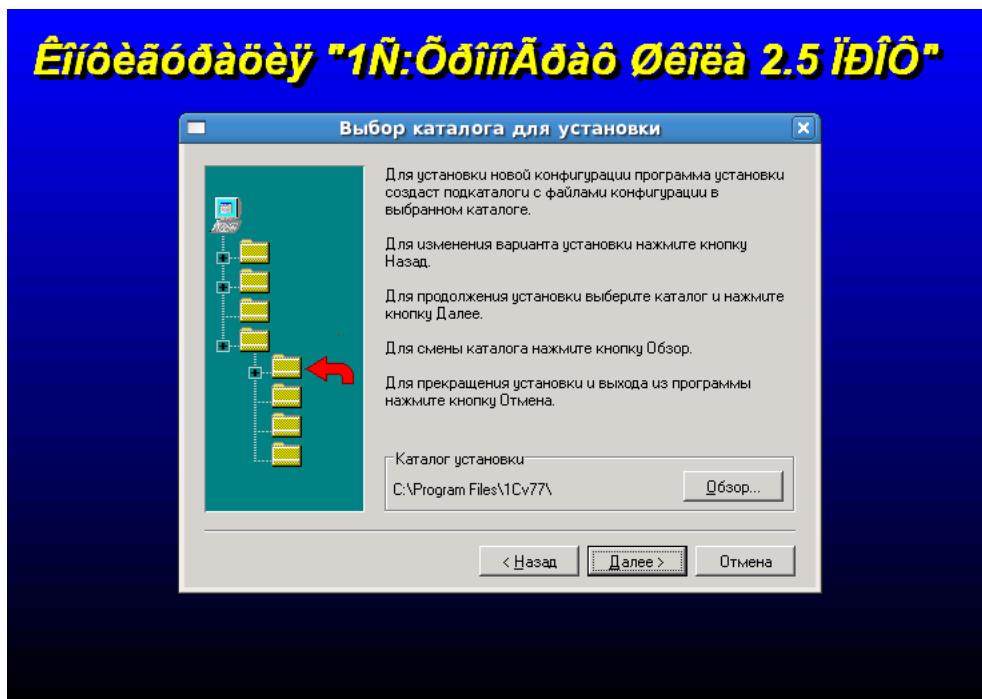 Êîíôèãóðàöèÿ "1Ñ:ÕðîíîÃðàô Øêîëà 2.5 ÏÐÎÔ"
Выбор каталога для установки
Для установки новой конфигурации программа установки
создаст подкаталоги с файлами конфигурации в
выбранном каталоге.
Для изменения варианта установки нажмите кнопку
Назад.
Для продолжения установки выберите каталог и нажмите
кнопку Далее.
Для смены каталога нажмите кнопку Обзор.
Для прекращения установки и выхода из программы
нажмите кнопку Отмена.
Каталог установки
C:\Program Files\1Cv77\
Обзор...
< Назад
Далее >
Отмена